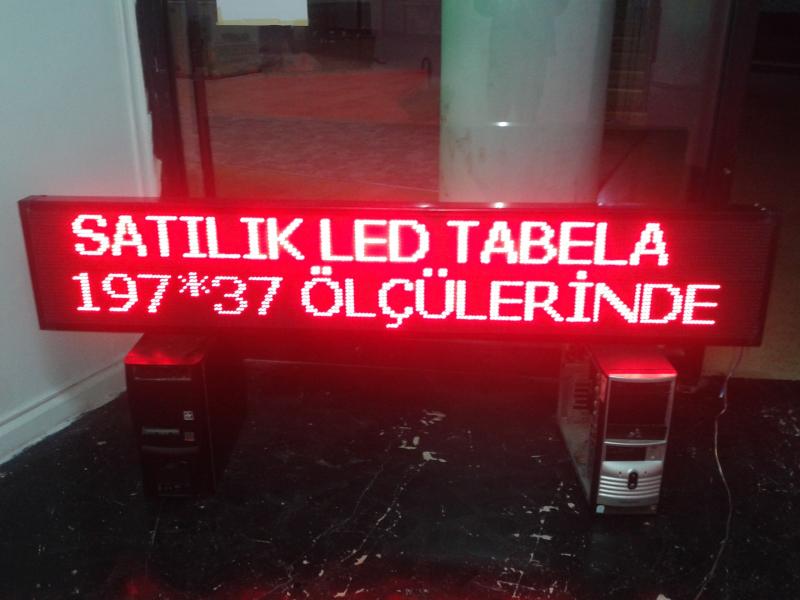 SATILIK LED TABELA
197*37 ÖLÇÜLERİNDE